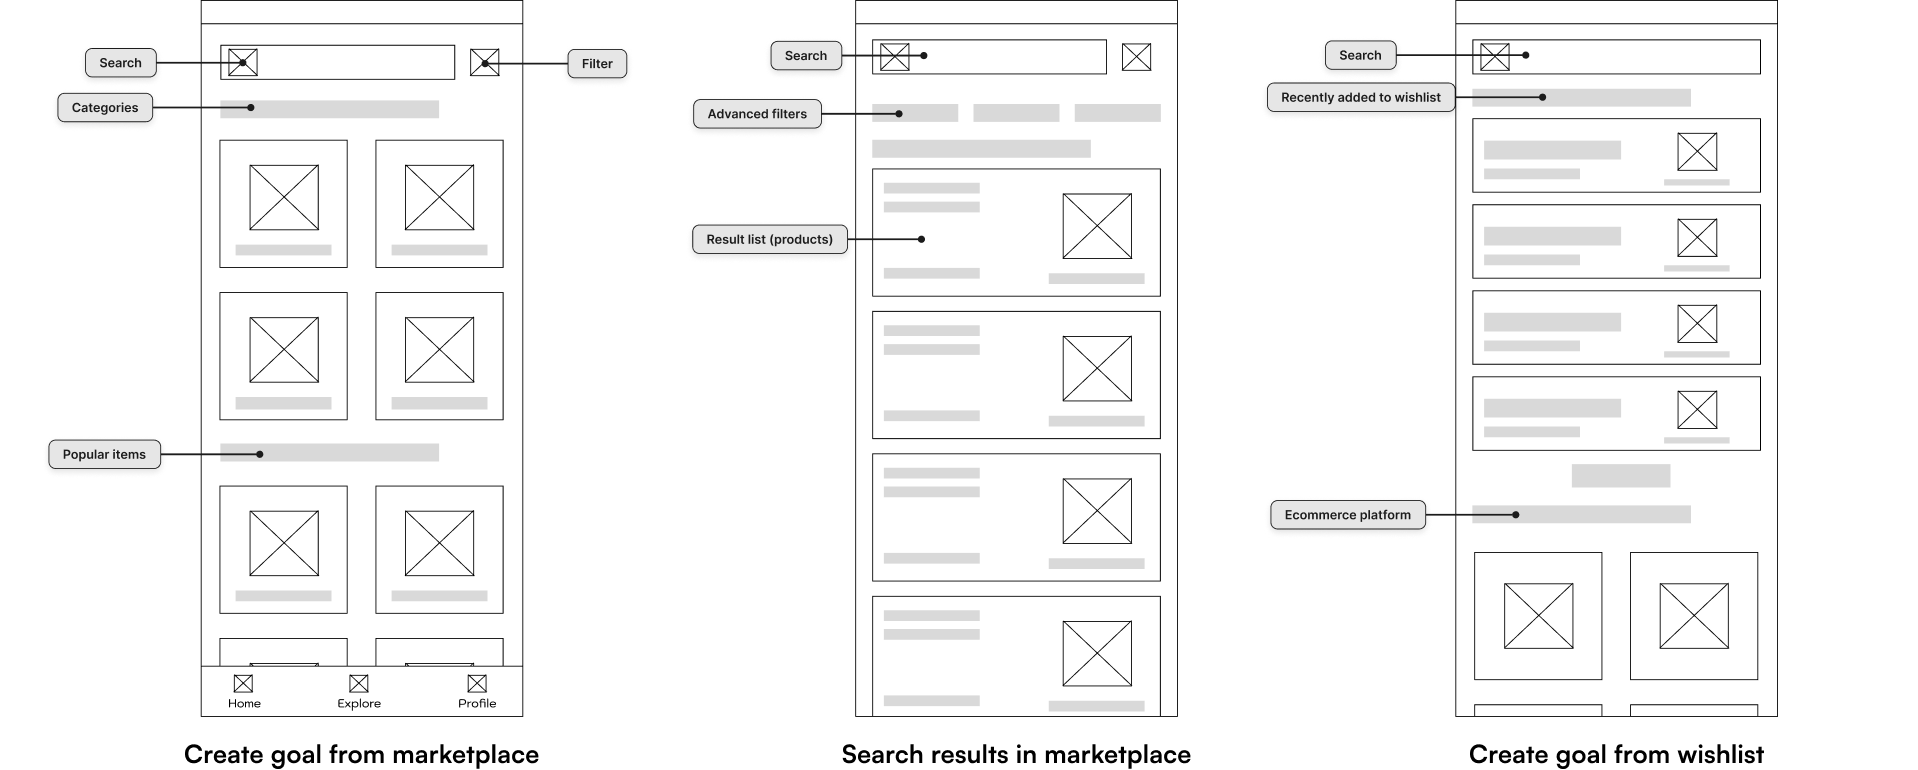 Search
Filter
Categories
Popular items
Home
Explore
Profile
Create goal from marketplace
Search
Advanced filters
Result list (products)
Search results in marketplace
Search
Recently added to wishlist
Ecommerce platform
Create goal from wishlist